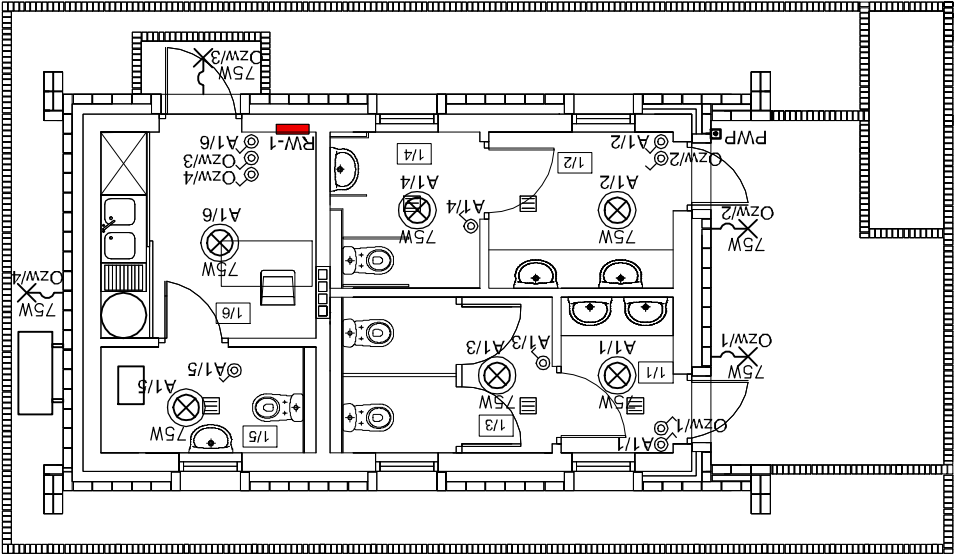 Ozw/3
75W
A1/6
Ozw/3
Ozw/4
RW-1
1/4
A1/4
75W
A1/4
1/2
A1/2
Ozw/2
A1/2
75W
PWP
Ozw/2
75W
A1/6
75W
Ozw/4
75W
1/6
A1/5
A1/5
75W
1/5
A1/3
A1/3
75W
1/3
A1/1
75W
1/1
Ozw/1
A1/1
Ozw/1
75W